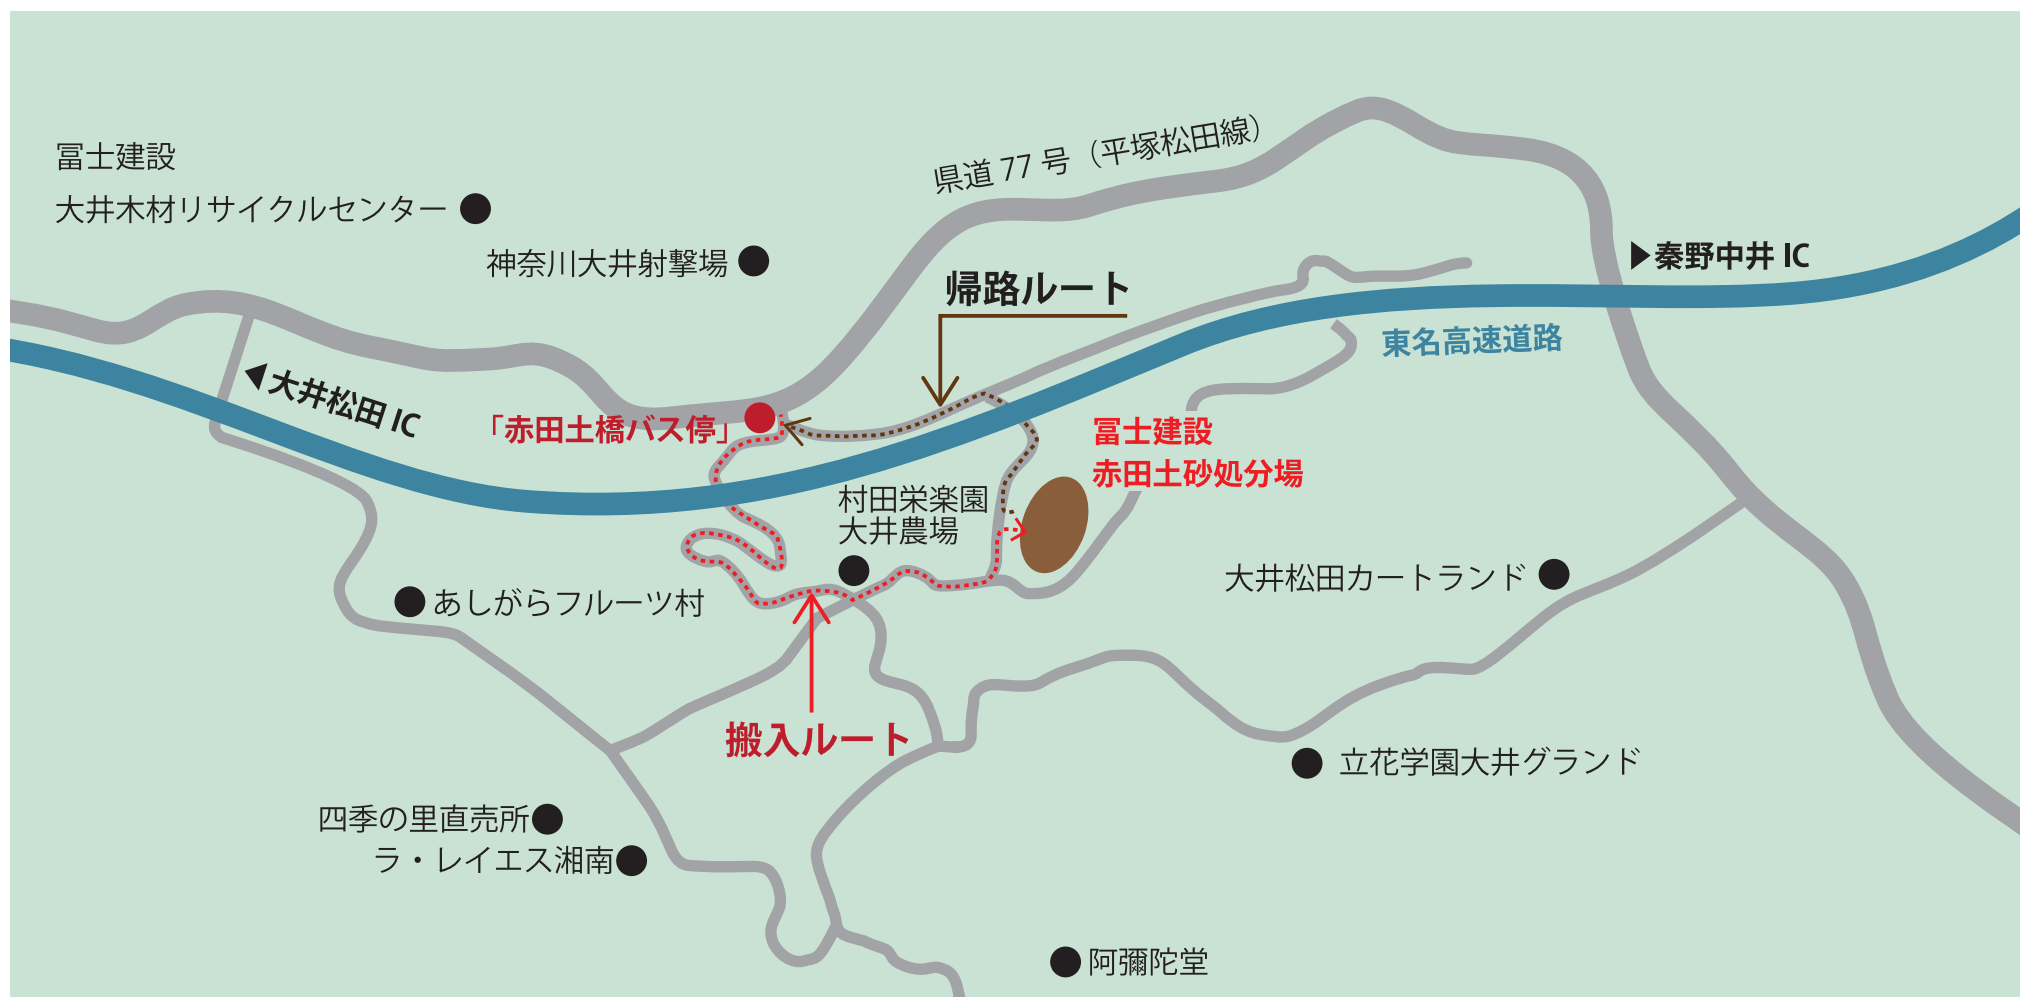 県道 77 号（平塚松田線）
冨士建設
大井木材リサイクルセンター
神奈川大井射撃場
秦野中井 IC
帰路ルート
東名高速道路
大井松田 IC
「赤田土橋バス停」
冨士建設
赤田土砂処分場
村田栄楽園
大井農場
大井松田カートランド
あしがらフルーツ村
搬入ルート
立花学園大井グランド
四季の里直売所
ラ・レイエス湘南
阿彌陀堂